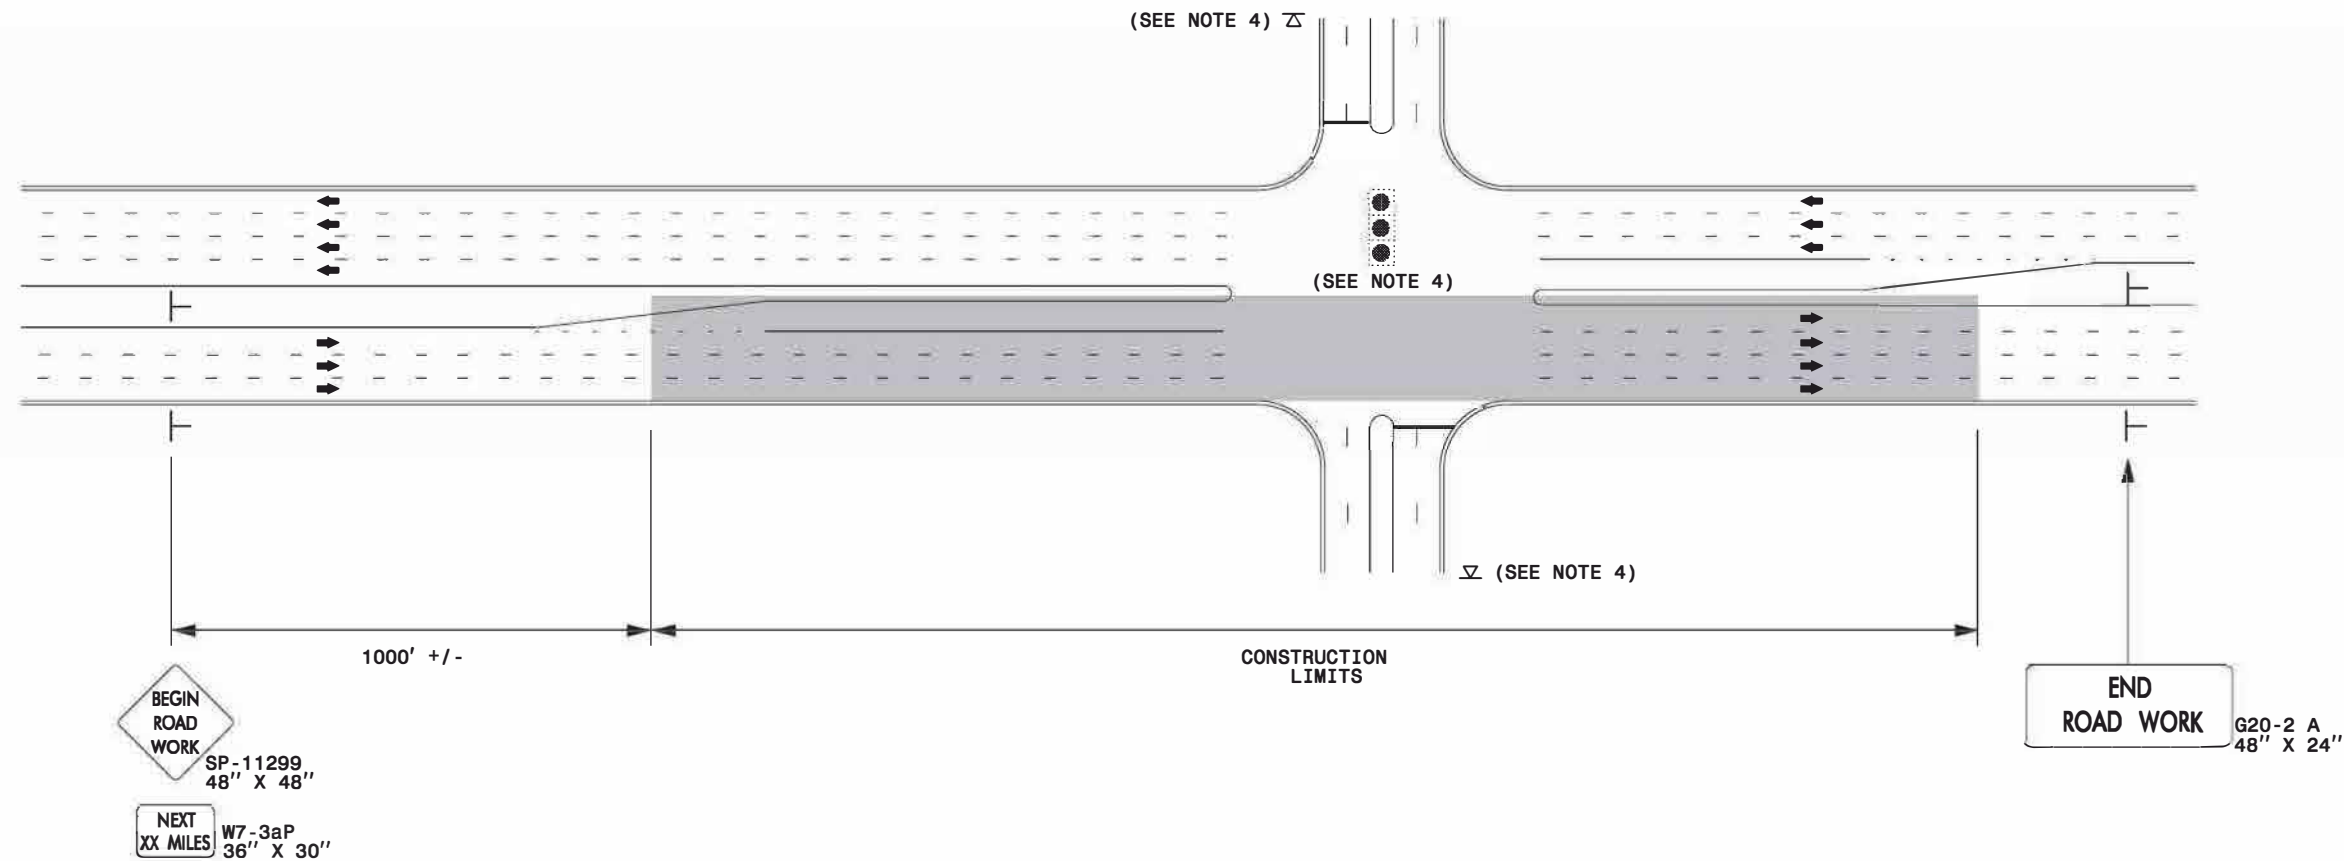 (SEE NOTE 4)
(SEE NOTE 4)
(SEE NOTE 4)
1000' +/-
CONSTRUCTION
LIMITS
BEGIN
ROAD
WORK
SP-11299
48" X 48"
NEXT
XX MILES
W7-3aP
36" X 30"
END
ROAD WORK
G20-2 A
48" X 24"